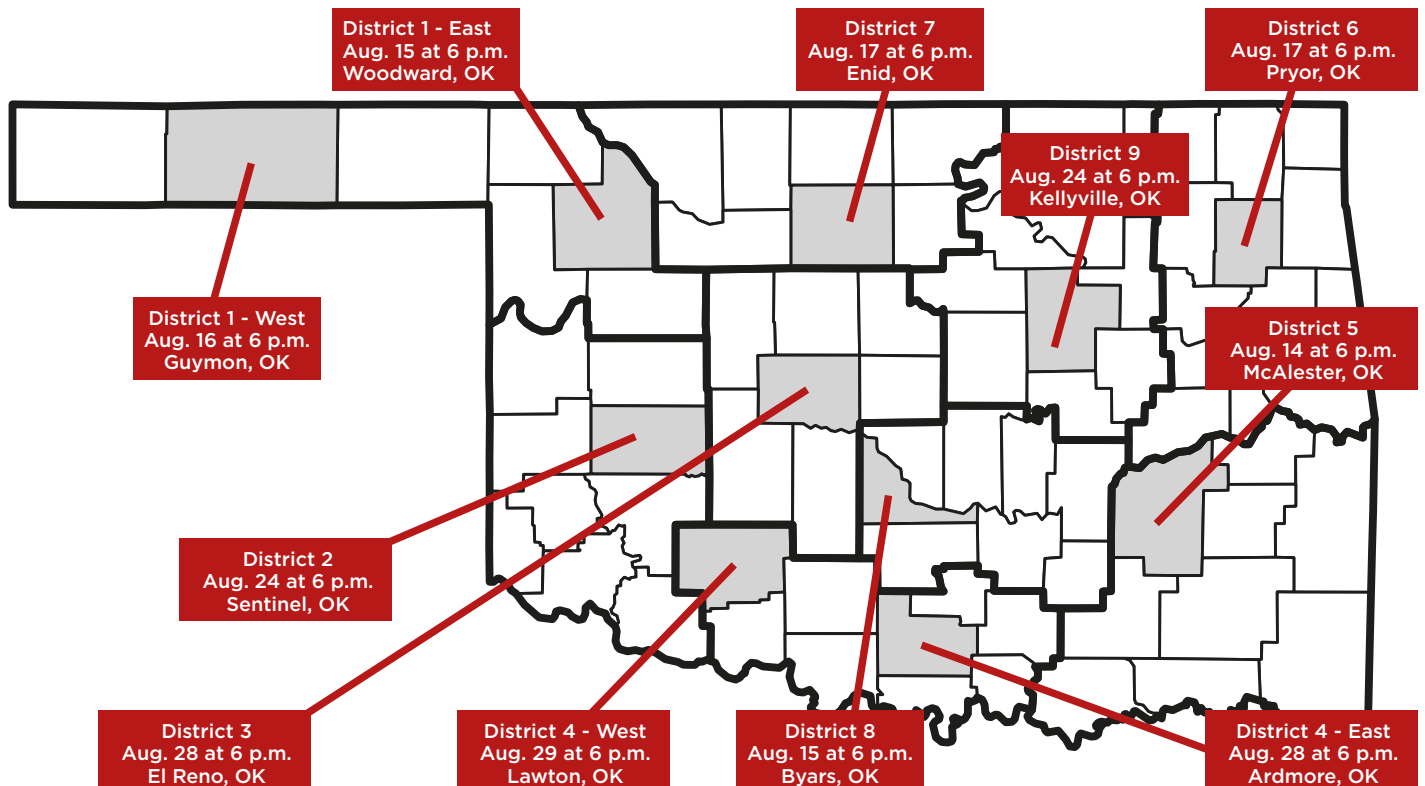 District 1 - East
Aug. 15 at 6 p.m.
Woodward, OK
District 7
Aug. 17 at 6 p.m.
Enid, OK
District 6
Aug. 17 at 6 p.m.
Pryor, OK
District 9
Aug. 24 at 6 p.m.
Kellyville, OK
District 1 - West
Aug. 16 at 6 p.m.
Guymon, OK
District 5
Aug. 14 at 6 p.m.
McAlester, OK
District 2
Aug. 24 at 6 p.m.
Sentinel, OK
District 3
Aug. 28 at 6 p.m.
El Reno, OK
District 4 - West
Aug. 29 at 6 p.m.
Lawton, OK
District 8
Aug. 15 at 6 p.m.
Byars, OK
District 4 - East
Aug. 28 at 6 p.m.
Ardmore, OK